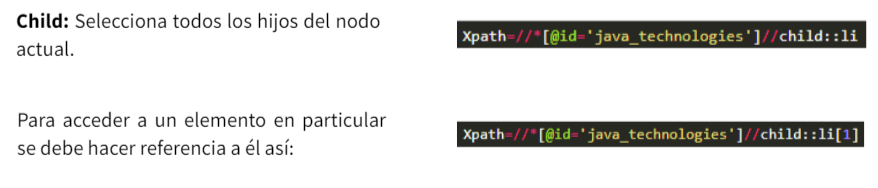 Child: Selecciona todos los hijos del nodo
actual.
Xpath=//*[@id='java_technologies']//child::li
Para acceder a un elemento en particular
se debe hacer referencia a él así:
Xpath=//*[@id='java_technologies']//child::li[1]